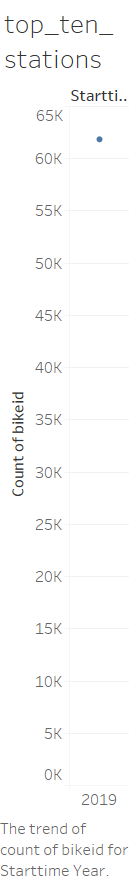 top_ten_
stations
Startti..
65K
60K
55K
50K
45K
40K
35K
30K
25K
20K
15K
10K
5K
0K
Count of bikeid
2019
The trend of
count of bikeid for
Starttime Year.